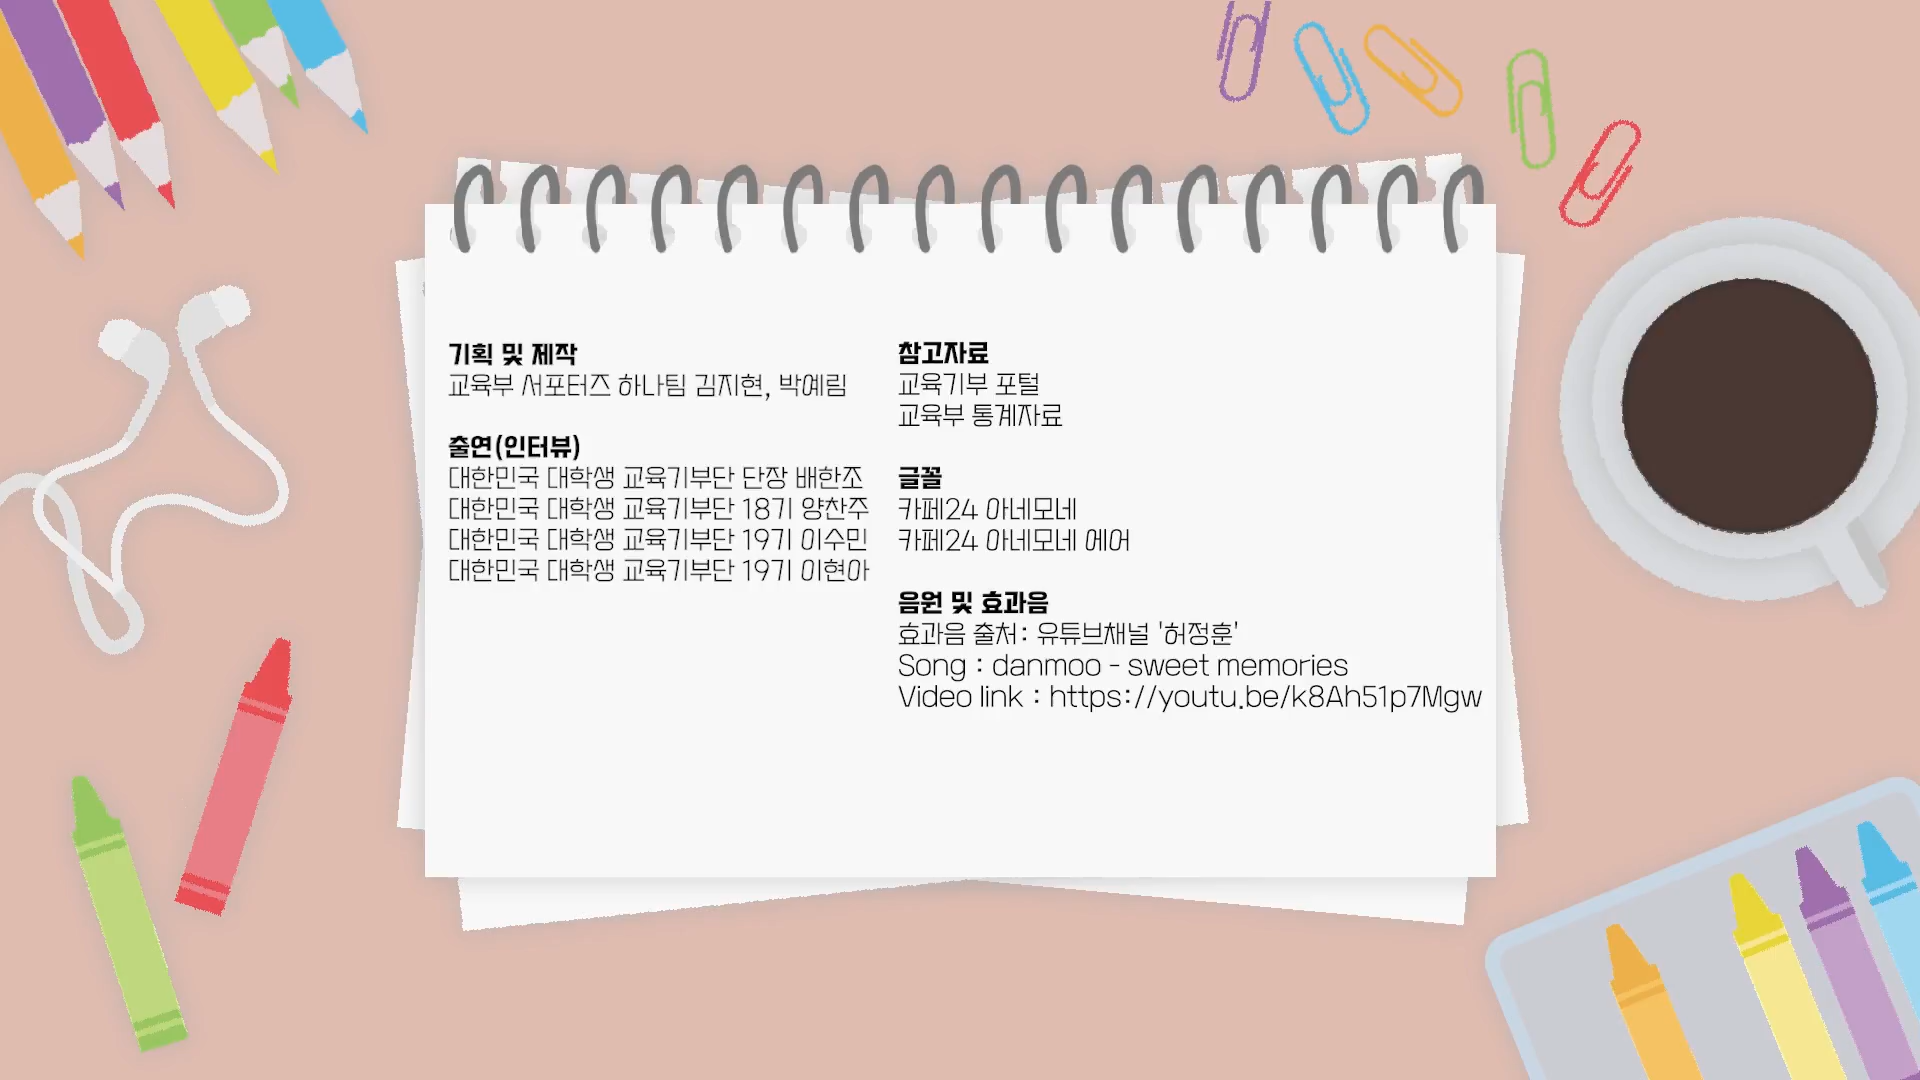 기획 및 제작
교육부 서포터즈 하나팀 김지현, 박예림
출연(인터뷰)
대한민국 대학생 교육기부단 단장 배한조
대한민국 대학생 교육기부단 18기 양찬주
대한민국 대학생 교육기부단 19기 이수민
대한민국 대학생 교육기부단 19기 이현아
참고자료
교육기부 포털
교육부 통계자료
글꼴
카페24 아네모네
카페24 아네모네 에어
음원 및 효과음
효과음 출처: 유튜브채널 '허정훈'
Song : danmoo - sweet memories
Video link : https://youtu.be/k8Ah51p7Mgw